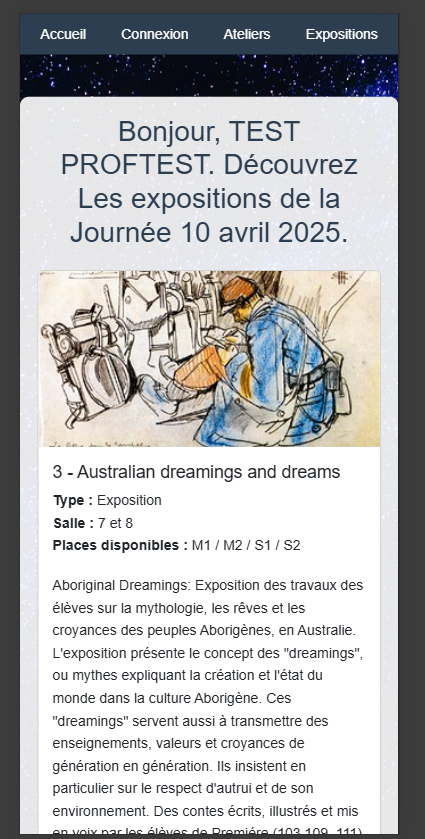 Accueil Connexion Ateliers Expositions
Bonjour, TEST
PROFTEST. Découvrez
Les expositions de la
Journée 10 avril 2025.
3 - Australian dreamings and dreams
Type : Exposition
Salle : 7 et 8
Places disponibles : M1 / M2 / S1 / S2
Aboriginal Dreamings: Exposition des travaux des
élèves sur la mythologie, les rêves et les
croyances des peuples Aborigènes, en Australie.
L'exposition présente le concept des "dreamings",
ou mythes expliquant la création et l'état du
monde dans la culture Aborigène. Ces
"dreamings" servent aussi à transmettre des
enseignements, valeurs et croyances de
génération en génération. Ils insistent en
particulier sur le respect d'autrui et de son
environnement. Des contes écrits, illustrés et mis
en voix par les élèves de Première (103,109, 111)